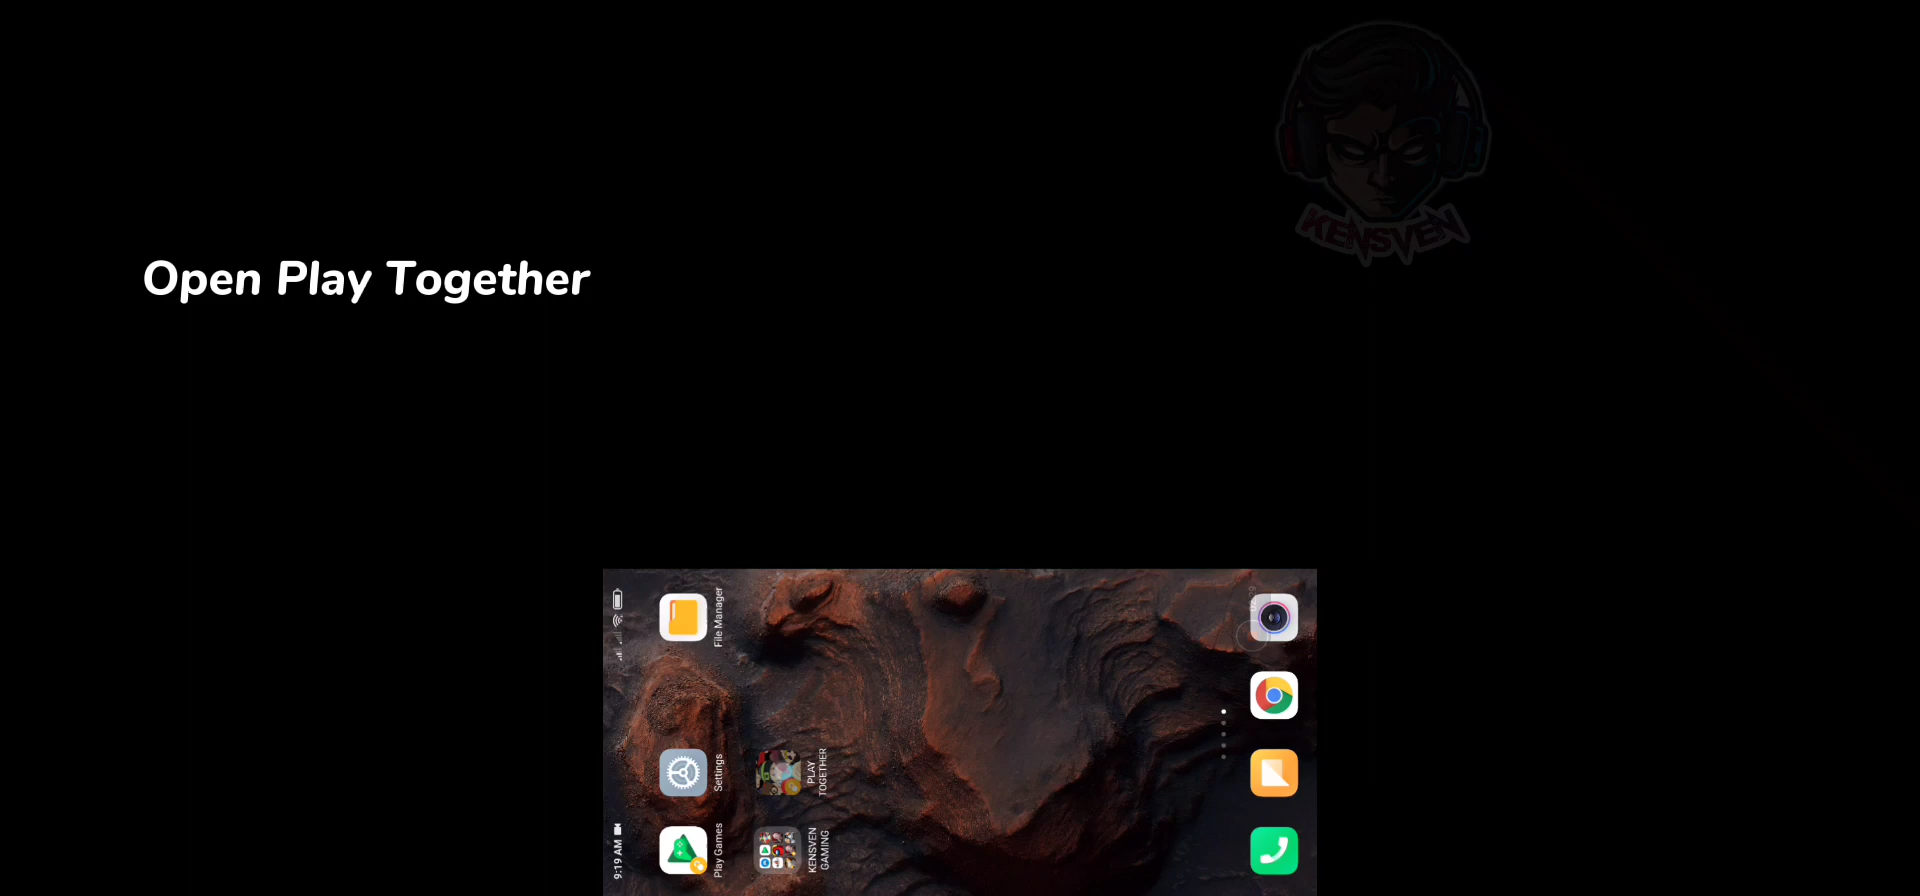 KENSVEN
Open Play Together
9:19 AM
Play Games
Settings
File Manager
KENSVEN
GAMING
PLAY
TOGETHER